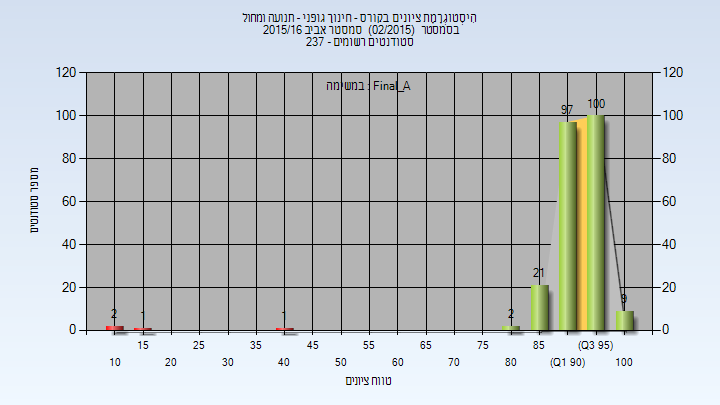 היסטוגרמת ציונים בקורס - חינוך גופני - תנועה ומחול
בסמסטר (02/2015) סמסטר אביב 2015/16
סטודנטים רשומים - 237
במשימה : Final_A
120 120
100 100
80 80
60 60
40 40
20 20
0 0
מספר סטודנטים
2 1 1 2 21 97 100 9
15 25 35 45 55 65 75 85 (Q3 95)
10 20 30 40 50 60 70 80 (Q1 90) 100
טווח ציונים